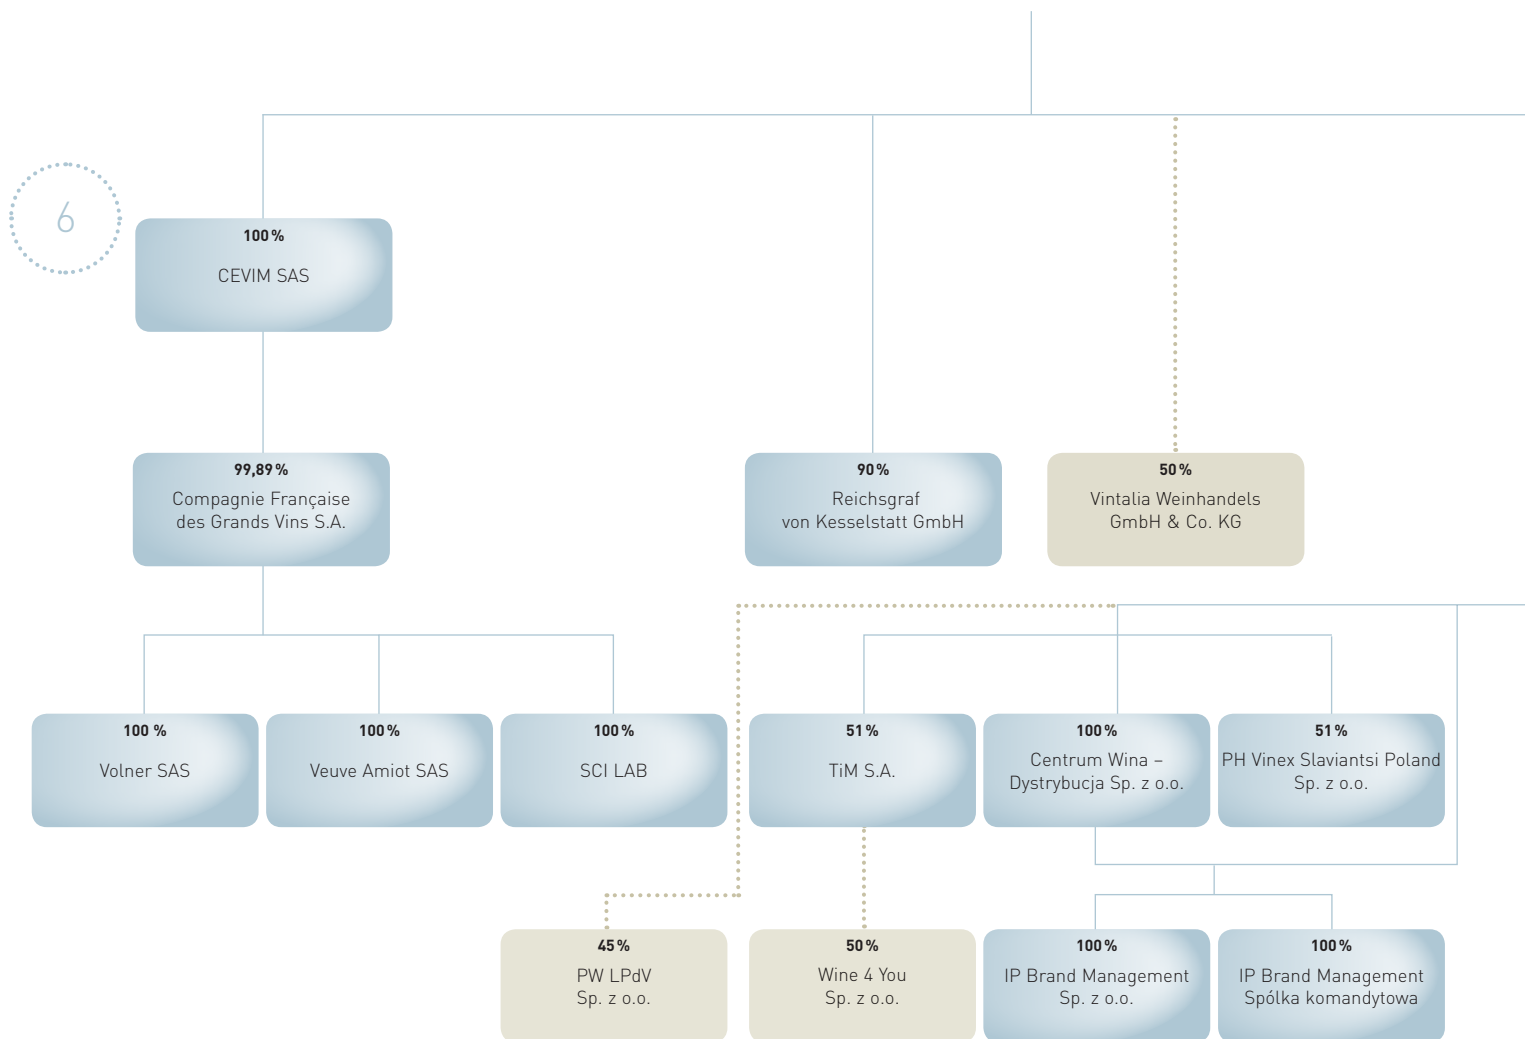 6
100 %
CEVIM SAS
99,89 %
Compagnie Française
des Grands Vins S.A.
90 %
Reichsgraf
von Kesselstatt GmbH
50 %
Vintalia Weinhandels
GmbH & Co. KG
100 %
Volner SAS
100 %
Veuve Amiot SAS
100 %
SCI LAB
51 %
TiM S.A.
100 %
Centrum Wina –
Dystrybucja Sp. z o.o.
51 %
PH Vinex Slaviantsi Poland
Sp. z o.o.
45 %
PW LPdV
Sp. z o.o.
50 %
Wine 4 You
Sp. z o.o.
100 %
IP Brand Management
Sp. z o.o.
100 %
IP Brand Management
Spólka komandytowa